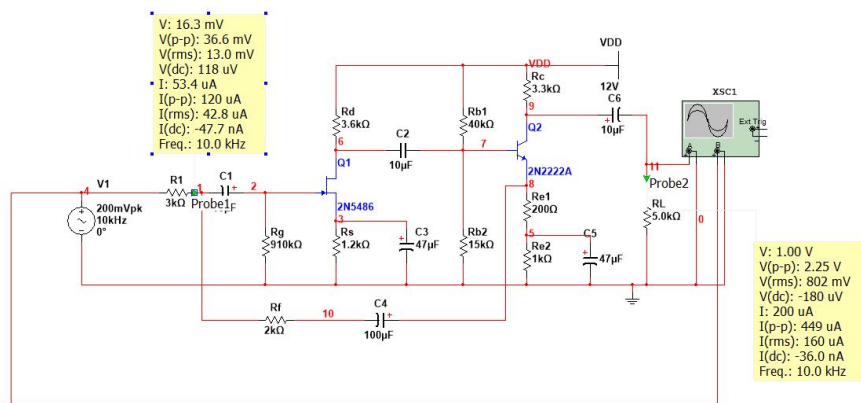 V: 16.3 mV
V(p-p): 36.6 mV
V(rms): 13.0 mV
V(dc): 118 uV
I: 53.4 uA
I(p-p): 120 uA
I(rms): 42.8 uA
I(dc): -47.7 nA
Freq.: 10.0 kHz
VDD
VDD
12V
Rc
3.3kΩ
9
C6
10µF
XSC1
Ext Trig
A
B
Rd
3.6kΩ
6
C2
10µF
Rb1
40kΩ
7
Q2
2N2222A
8
11
Probe2
4
V1
200mVpk
10kHz
0°
R1
3kΩ
1
Probe1
C1
2
Q1
2N5486
3
Rg
910kΩ
Rs
1.2kΩ
C3
47µF
Rb2
15kΩ
Re1
200Ω
5
Re2
1kΩ
C5
47µF
RL
5.0kΩ
0
Rf
2kΩ
10
C4
100µF
V: 1.00 V
V(p-p): 2.25 V
V(rms): 802 mV
V(dc): -180 uV
I: 200 uA
I(p-p): 449 uA
I(rms): 160 uA
I(dc): -36.0 nA
Freq.: 10.0 kHz